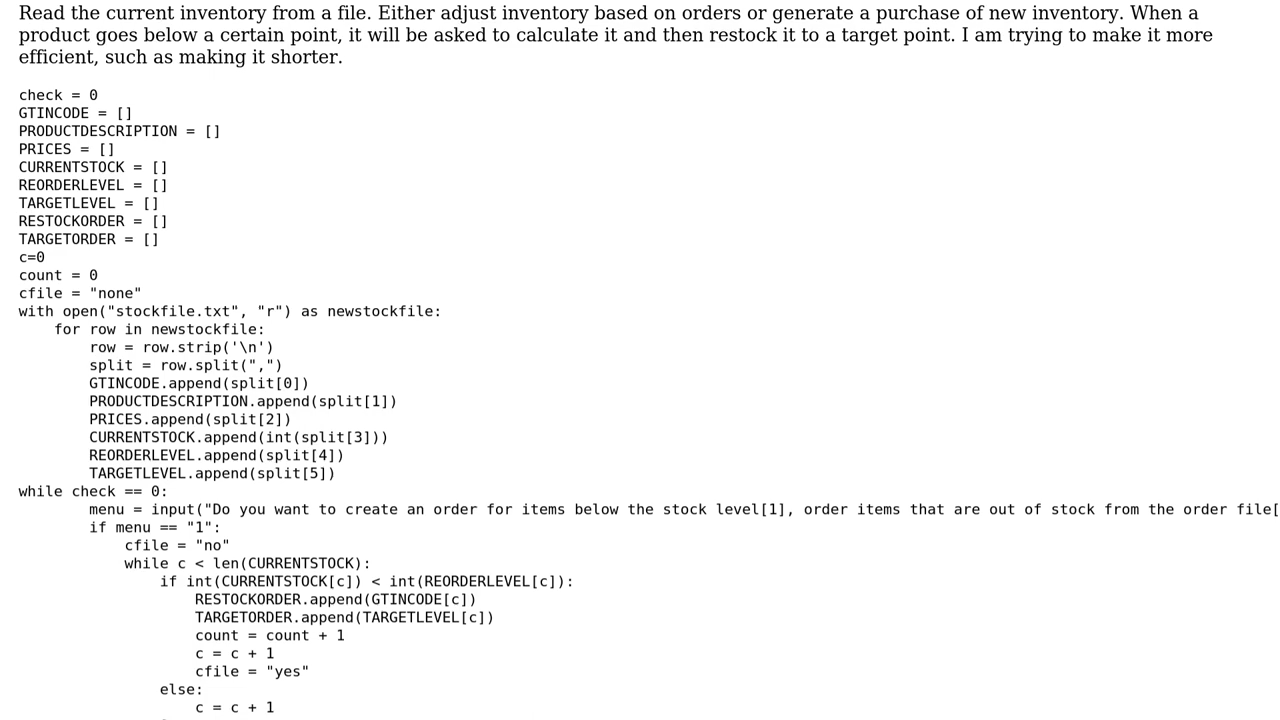 Read the current inventory from a file. Either adjust inventory based on orders or generate a purchase of new inventory. When a
product goes below a certain point, it will be asked to calculate it and then restock it to a target point. I am trying to make it more
efficient, such as making it shorter.
check = 0
GTINCODE = []
PRODUCTDESCRIPTION = []
PRICES = []
CURRENTSTOCK = []
REORDERLEVEL = []
TARGETLEVEL = []
RESTOCKORDER = []
TARGETORDER = []
c=0
count = 0
cfile = "none"
with open("stockfile.txt", "r") as newstockfile:
    for row in newstockfile:
        row = row.strip('\n')
        split = row.split(",")
        GTINCODE.append(split[0])
        PRODUCTDESCRIPTION.append(split[1])
        PRICES.append(split[2])
        CURRENTSTOCK.append(int(split[3]))
        REORDERLEVEL.append(split[4])
        TARGETLEVEL.append(split[5])
while check == 0:
        menu = input("Do you want to create an order for items below the stock level[1], order items that are out of stock from the order file[
        if menu == "1":
            cfile = "no"
            while c < len(CURRENTSTOCK):
                if int(CURRENTSTOCK[c]) < int(REORDERLEVEL[c]):
                    RESTOCKORDER.append(GTINCODE[c])
                    TARGETORDER.append(TARGETLEVEL[c])
                    count = count + 1
                    c = c + 1
                    cfile = "yes"
                else:
                    c = c + 1